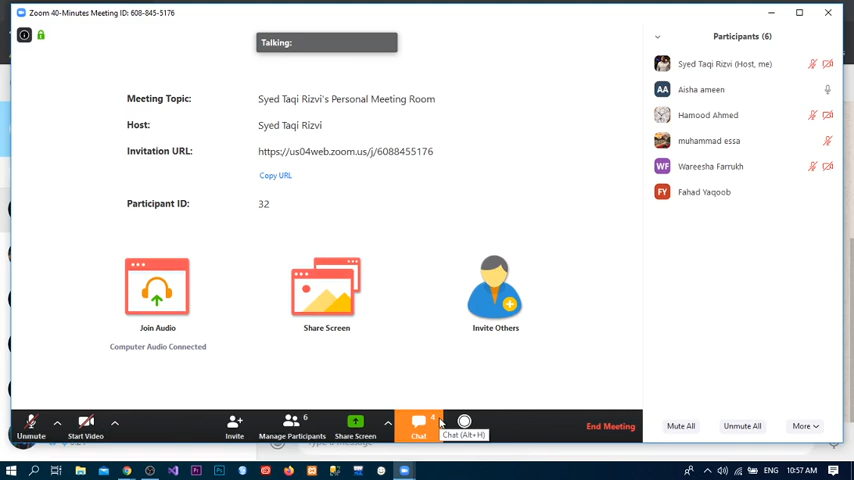 Zoom 40-Minutes Meeting ID: 608-845-5176
Talking:
Participants (6)
Meeting Topic: Syed Taqi Rizvi's Personal Meeting Room
Host: Syed Taqi Rizvi
Invitation URL: https://us04web.zoom.us/j/6088455176
Copy URL
Participant ID: 32
Syed Taqi Rizvi (Host, me)
AA Aisha ameen
Hamood Ahmed
muhammad essa
WF Wareesha Farrukh
FY Fahad Yaqoob
Join Audio
Computer Audio Connected
Share Screen
Invite Others
Unmute
Start Video
Invite
6
Manage Participants
Share Screen
4
Chat
Chat (Alt+H)
End Meeting
Mute All
Unmute All
More
Type a message
ENG
10:57 AM